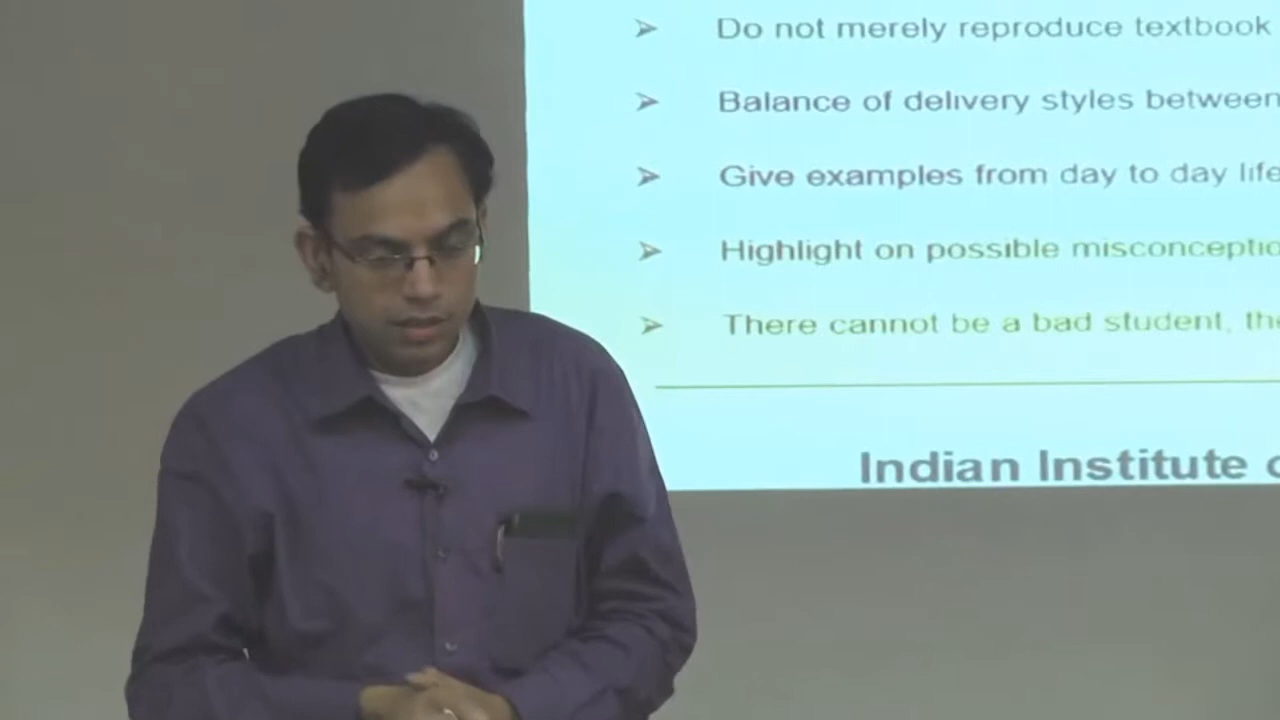 Do not merely reproduce textbook
Balance of delivery styles between
Give examples from day to day life
Highlight on possible misconceptio
There cannot be a bad student, th
Indian Institute